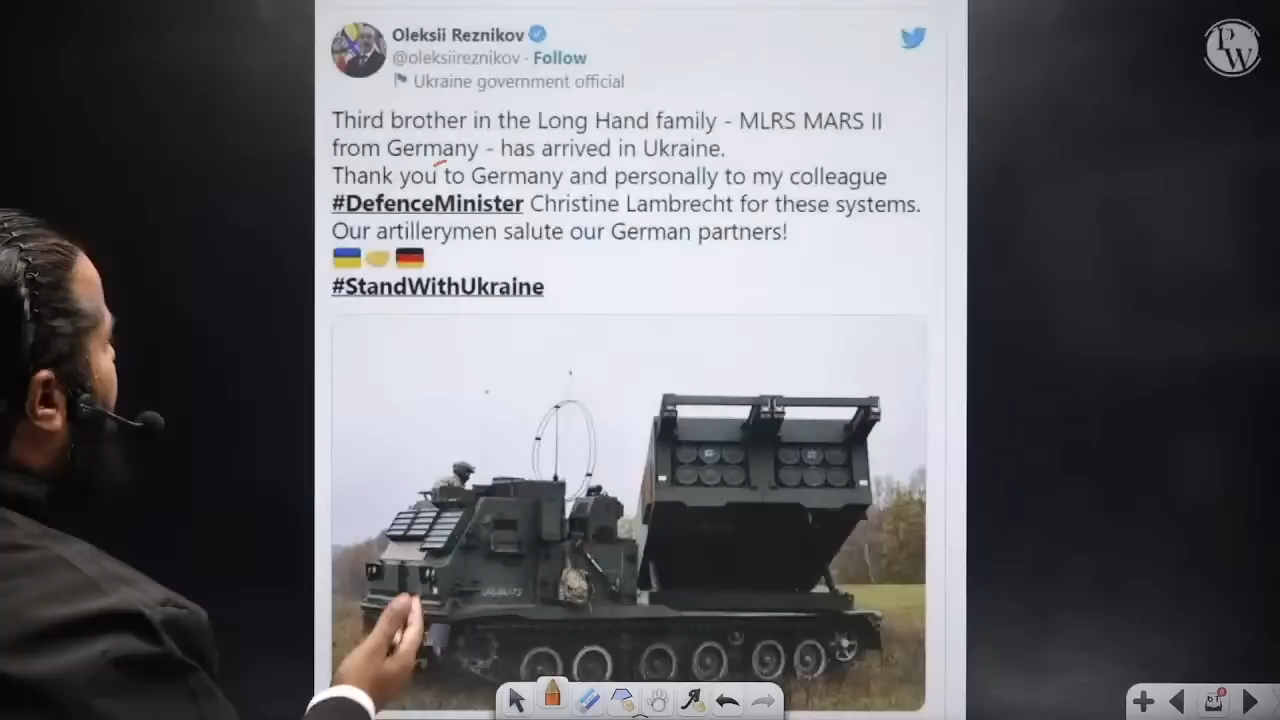 Oleksii Reznikov
@oleksiireznikov · Follow
Ukraine government official
Third brother in the Long Hand family - MLRS MARS II
from Germany - has arrived in Ukraine.
Thank you to Germany and personally to my colleague
#DefenceMinister Christine Lambrecht for these systems.
Our artillerymen salute our German partners!
#StandWithUkraine
PW